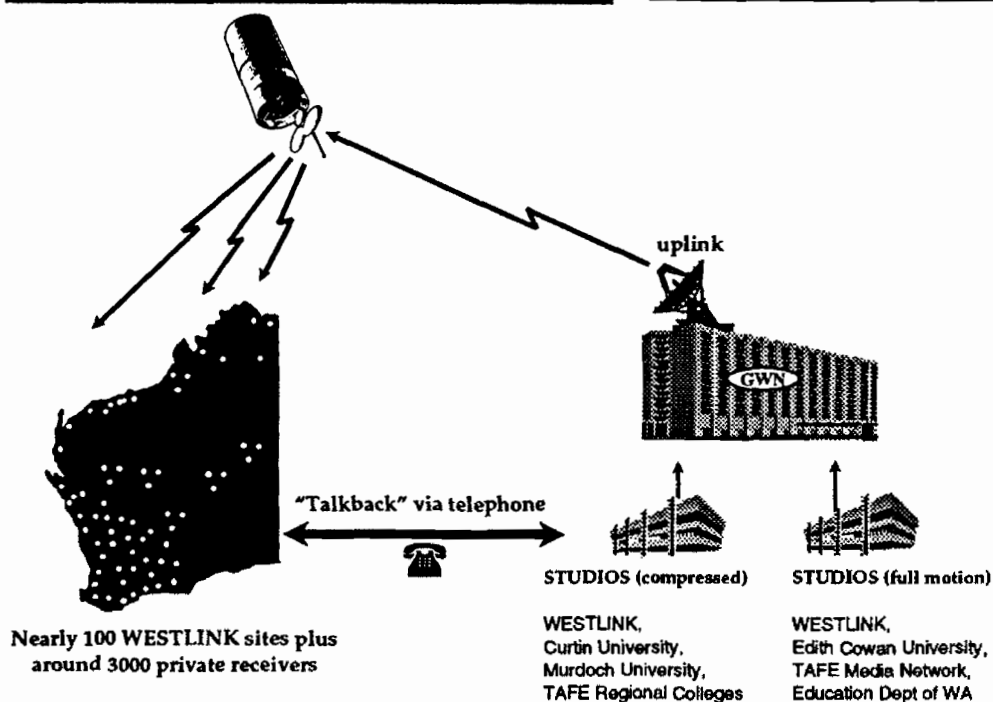 uplink
GWN
"Talkback" via telephone
STUDIOS (compressed)
STUDIOS (full motion)
WESTLINK,
Curtin University,
Murdoch University,
TAFE Regional Colleges
WESTLINK,
Edith Cowan University,
TAFE Media Network,
Education Dept of WA
Nearly 100 WESTLINK sites plus
around 3000 private receivers